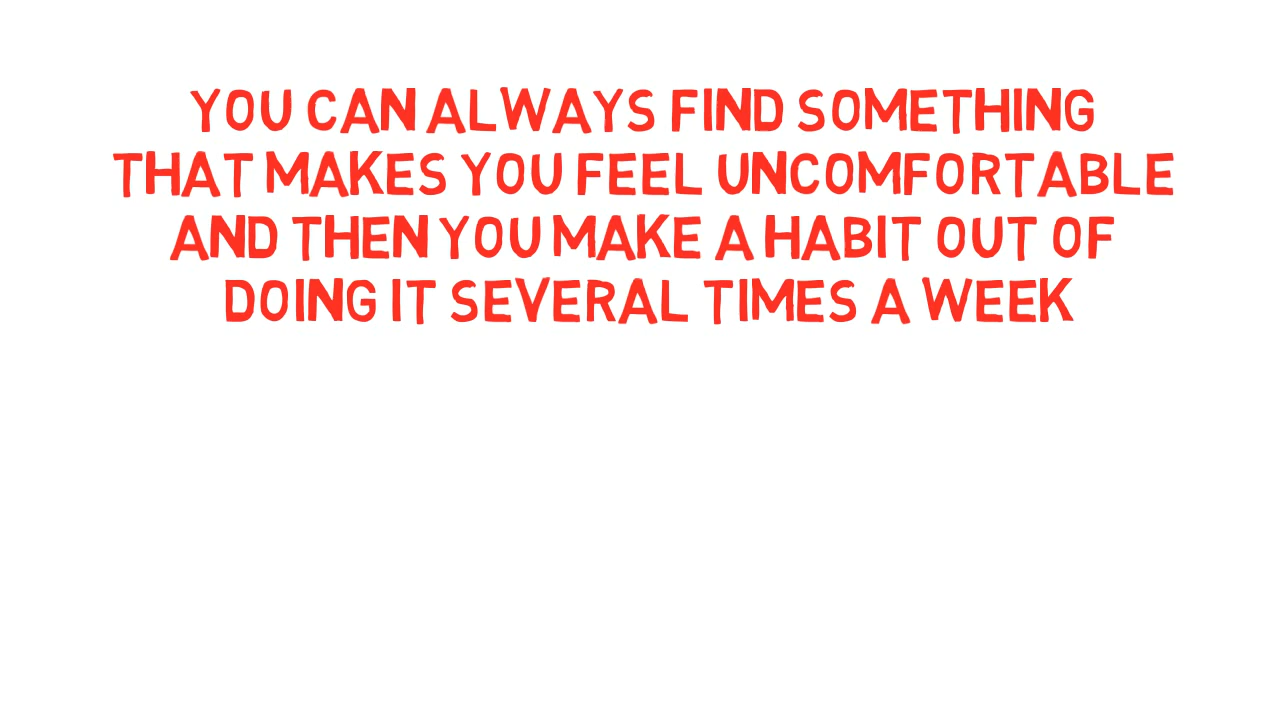 YOU CAN ALWAYS FIND SOMETHING
THAT MAKES YOU FEEL UNCOMFORTABLE
AND THEN YOU MAKE A HABIT OUT OF
DOING IT SEVERAL TIMES A WEEK